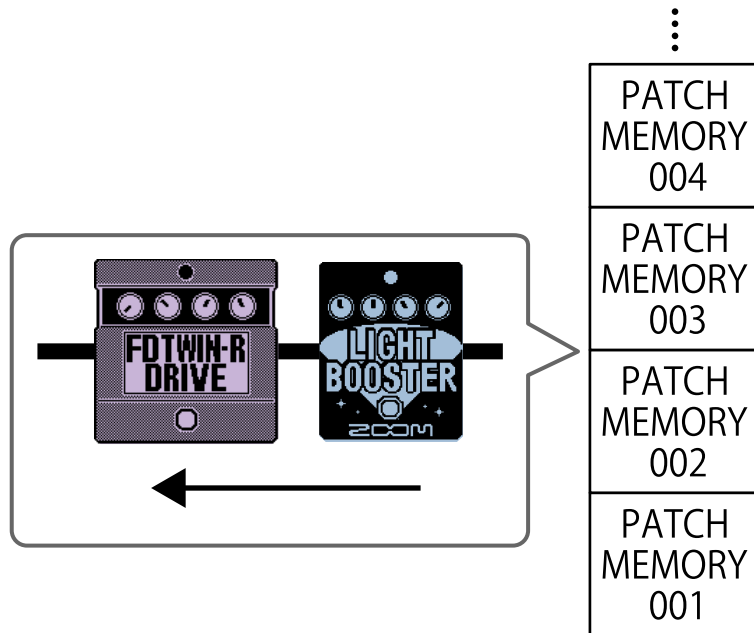 PATCH
MEMORY
004
PATCH
MEMORY
003
PATCH
MEMORY
002
PATCH
MEMORY
001
FDTWIN-R
DRIVE
LIGHT
BOOSTER
ZOOM